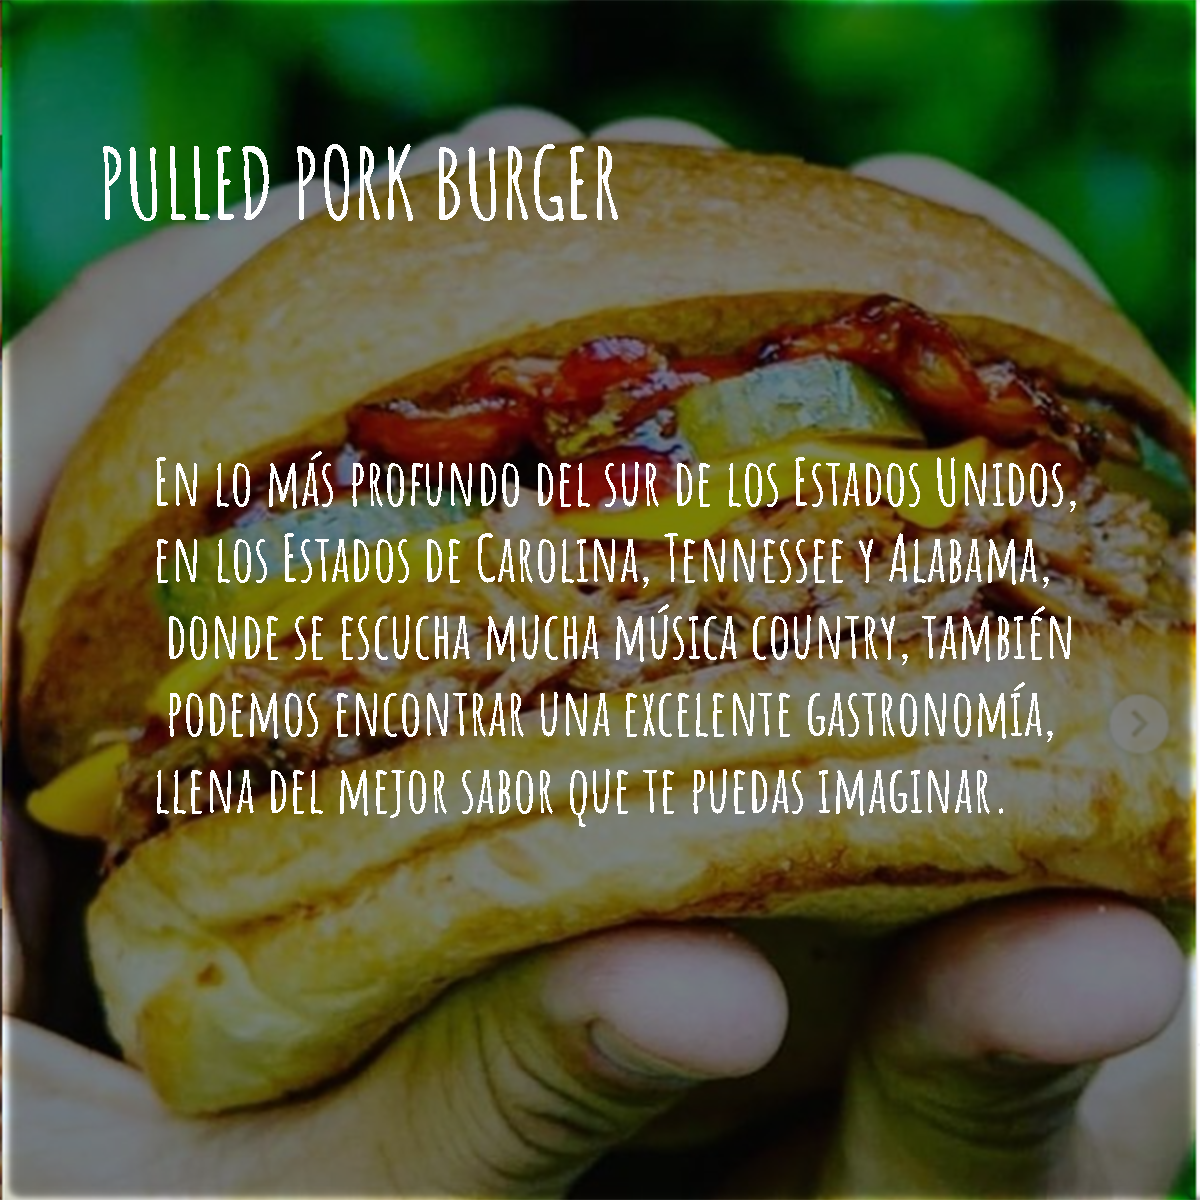 PULLED PORK BURGER
En lo más profundo del sur de los Estados Unidos,
en los Estados de Carolina, Tennessee y Alabama,
donde se escucha mucha música country, también
podemos encontrar una excelente gastronomía,
llena del mejor sabor que te puedas imaginar.